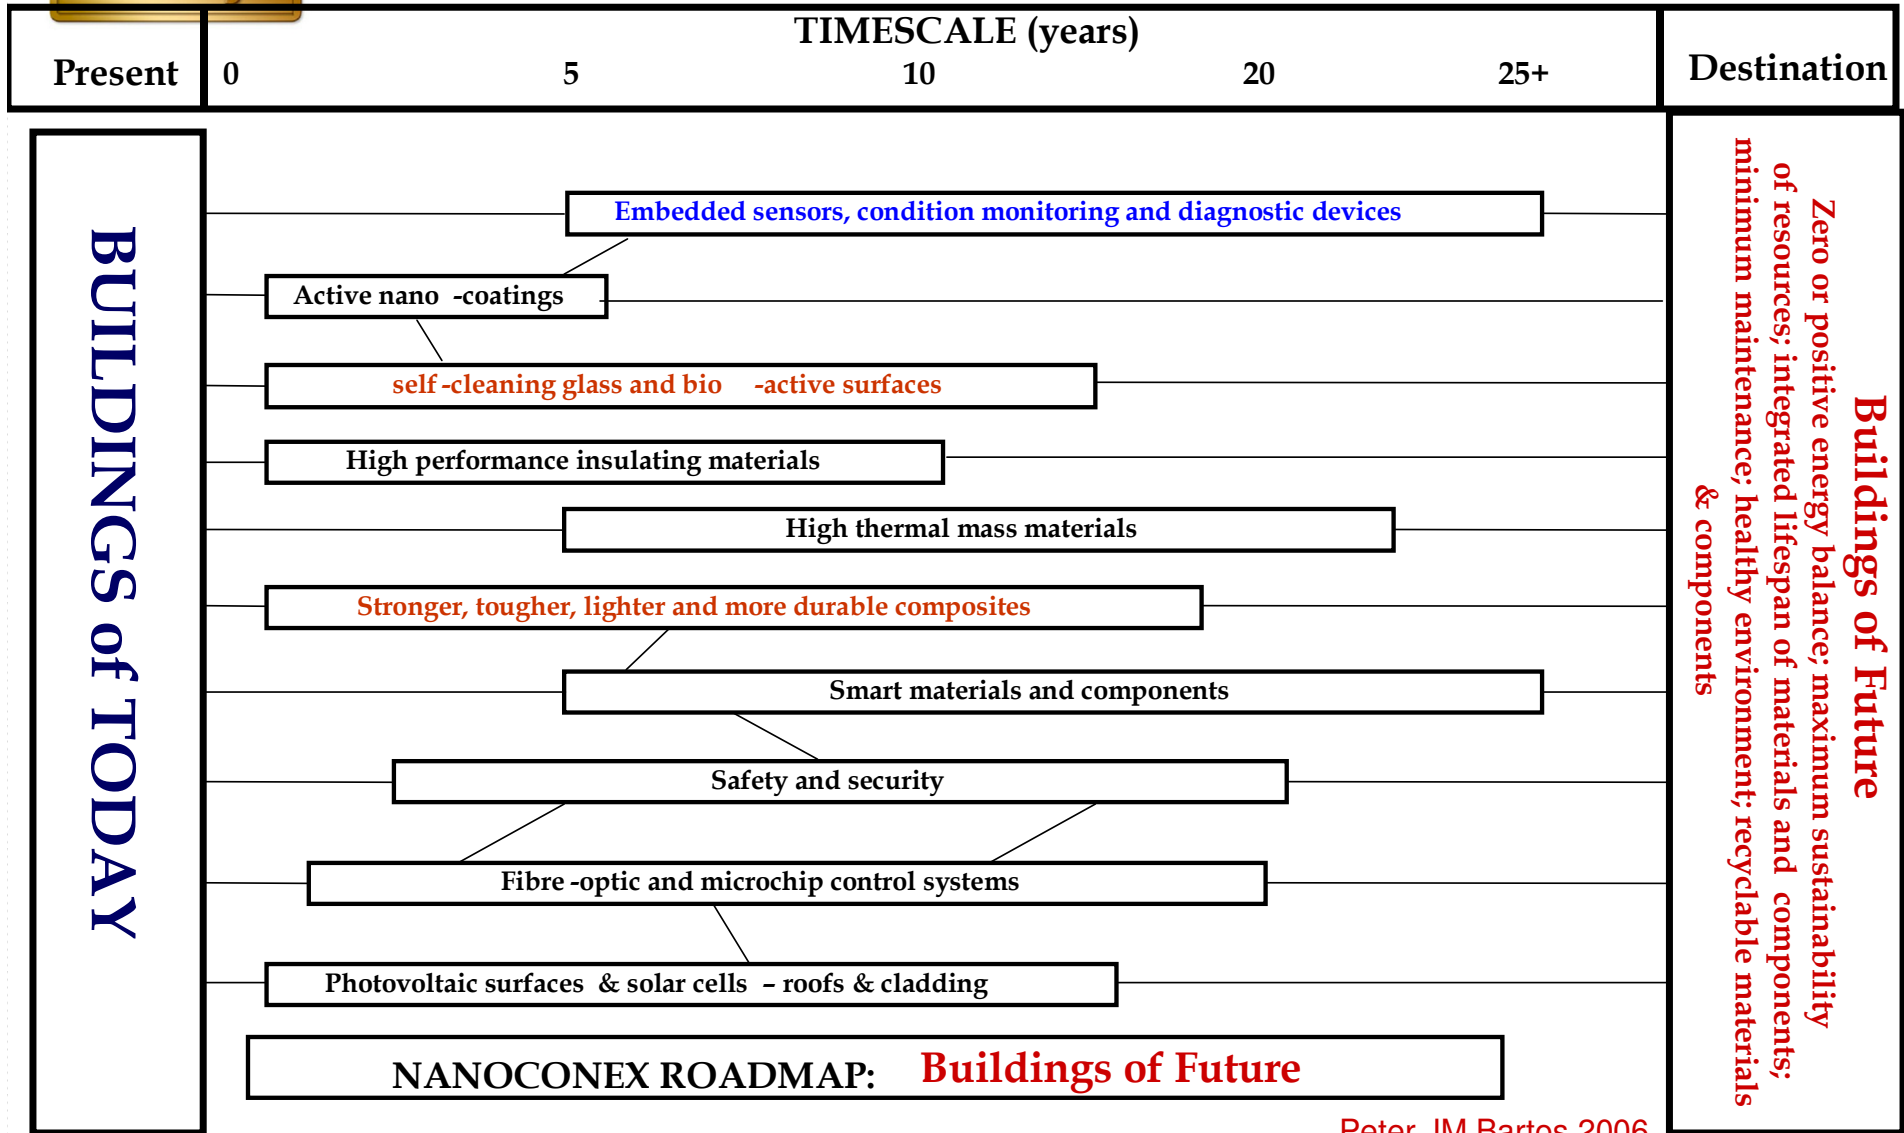 TIMESCALE (years)
Present 0 5 10 20 25+ Destination
BUILDINGS of TODAY
Embedded sensors, condition monitoring and diagnostic devices
Active nano -coatings
self -cleaning glass and bio -active surfaces
High performance insulating materials
High thermal mass materials
Stronger, tougher, lighter and more durable composites
Smart materials and components
Safety and security
Fibre -optic and microchip control systems
Photovoltaic surfaces & solar cells – roofs & cladding
NANOCONEX ROADMAP: Buildings of Future
Buildings of Future
Zero or positive energy balance; maximum sustainability
of resources; integrated lifespan of materials and components;
minimum maintenance; healthy environment; recyclable materials
& components
Peter JM Bartos 2006